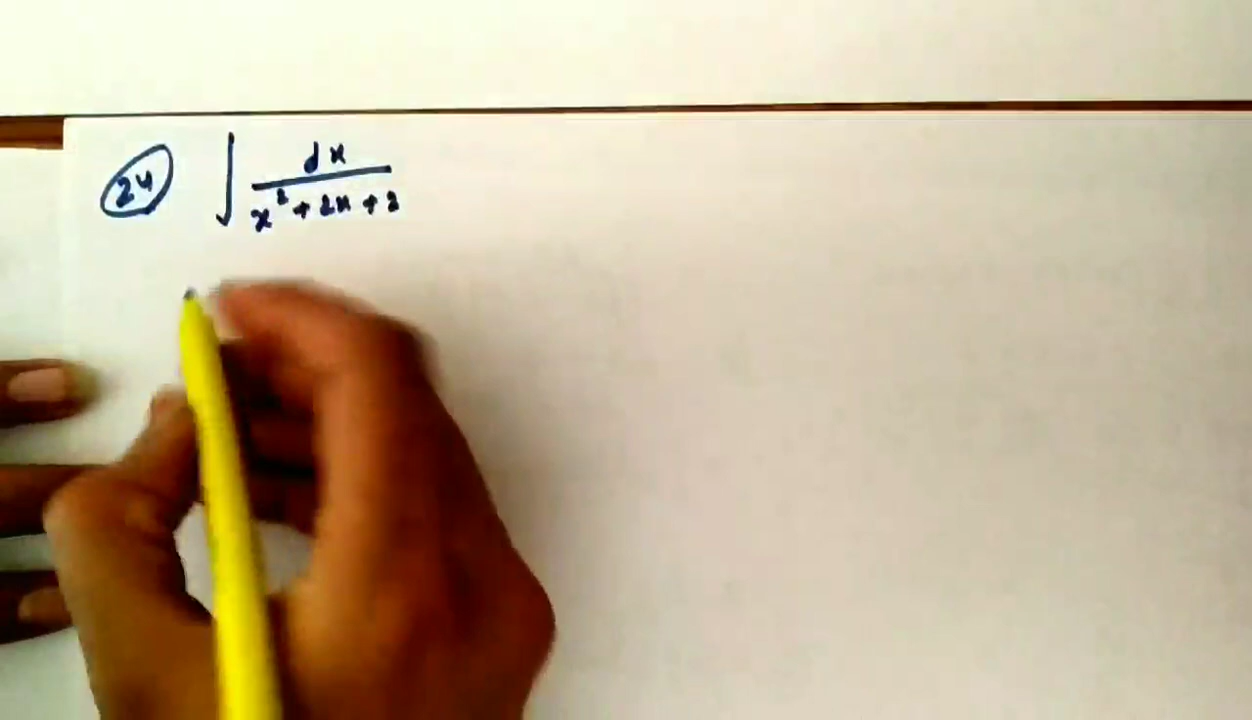 24 ∫ dx / x² + 2x + 2